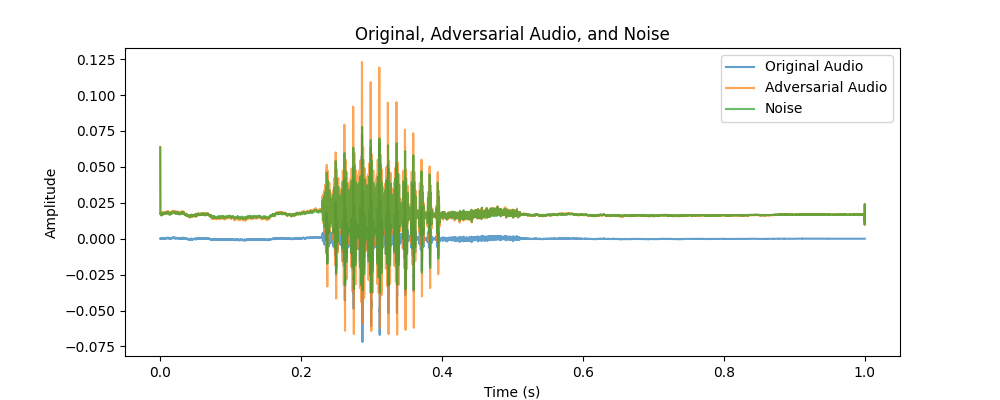 Original, Adversarial Audio, and Noise
Original Audio
Adversarial Audio
Noise
Amplitude
0.125
0.100
0.075
0.050
0.025
0.000
−0.025
−0.050
−0.075
0.0
0.2
0.4
0.6
0.8
1.0
Time (s)